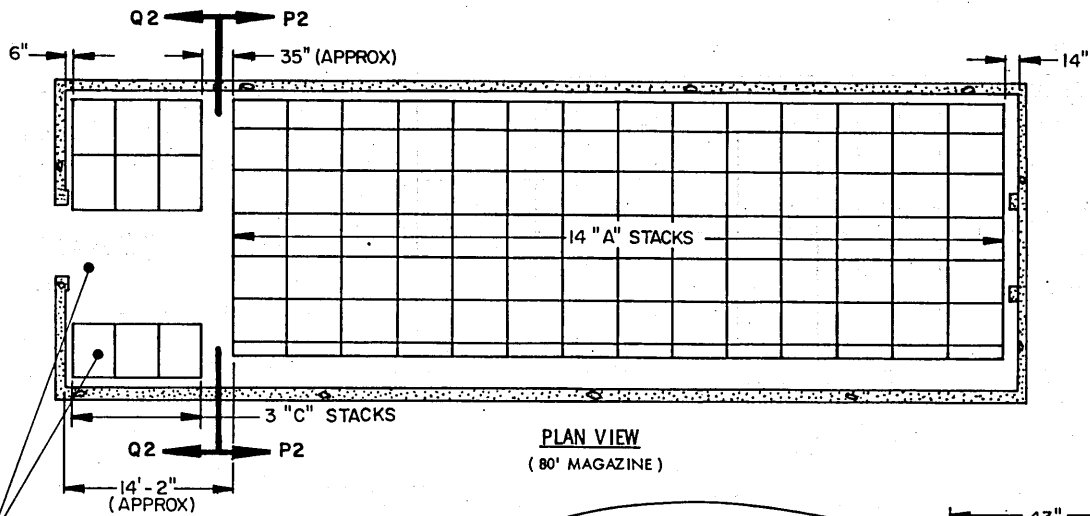 Q2 P2
6" 35" (APPROX) 14"
14 "A" STACKS
3 "C" STACKS
Q2 P2
PLAN VIEW
(80' MAGAZINE)
14'-2"
(APPROX)